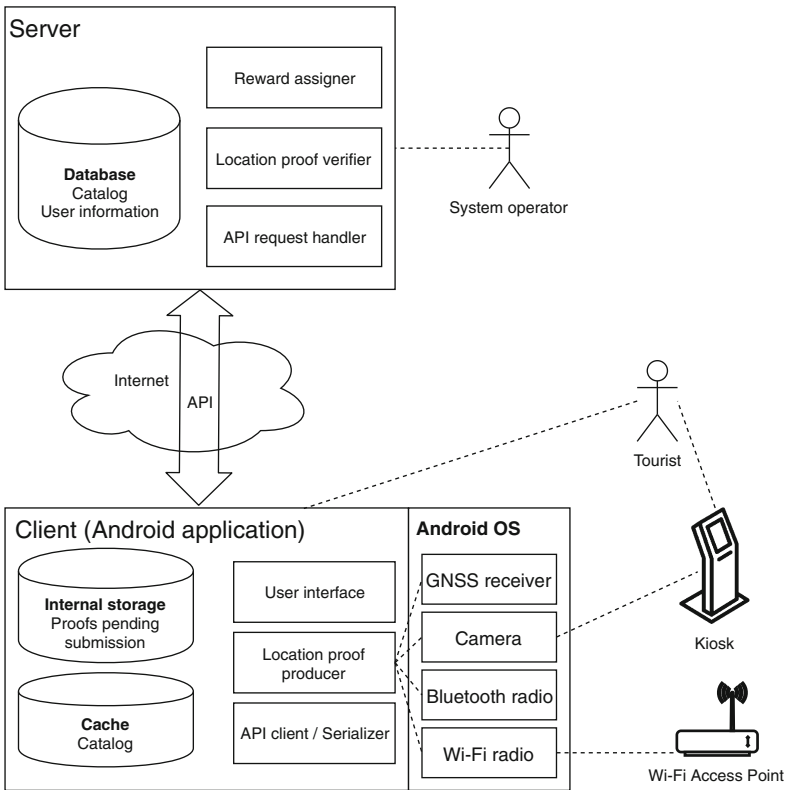 Server
Reward assigner
Location proof verifier
API request handler
Database
Catalog
User information
System operator
Internet
API
Tourist
Client (Android application)
Internal storage
Proofs pending
submission
Cache
Catalog
User interface
Location proof
producer
API client / Serializer
Android OS
GNSS receiver
Camera
Bluetooth radio
Wi-Fi radio
Kiosk
Wi-Fi Access Point